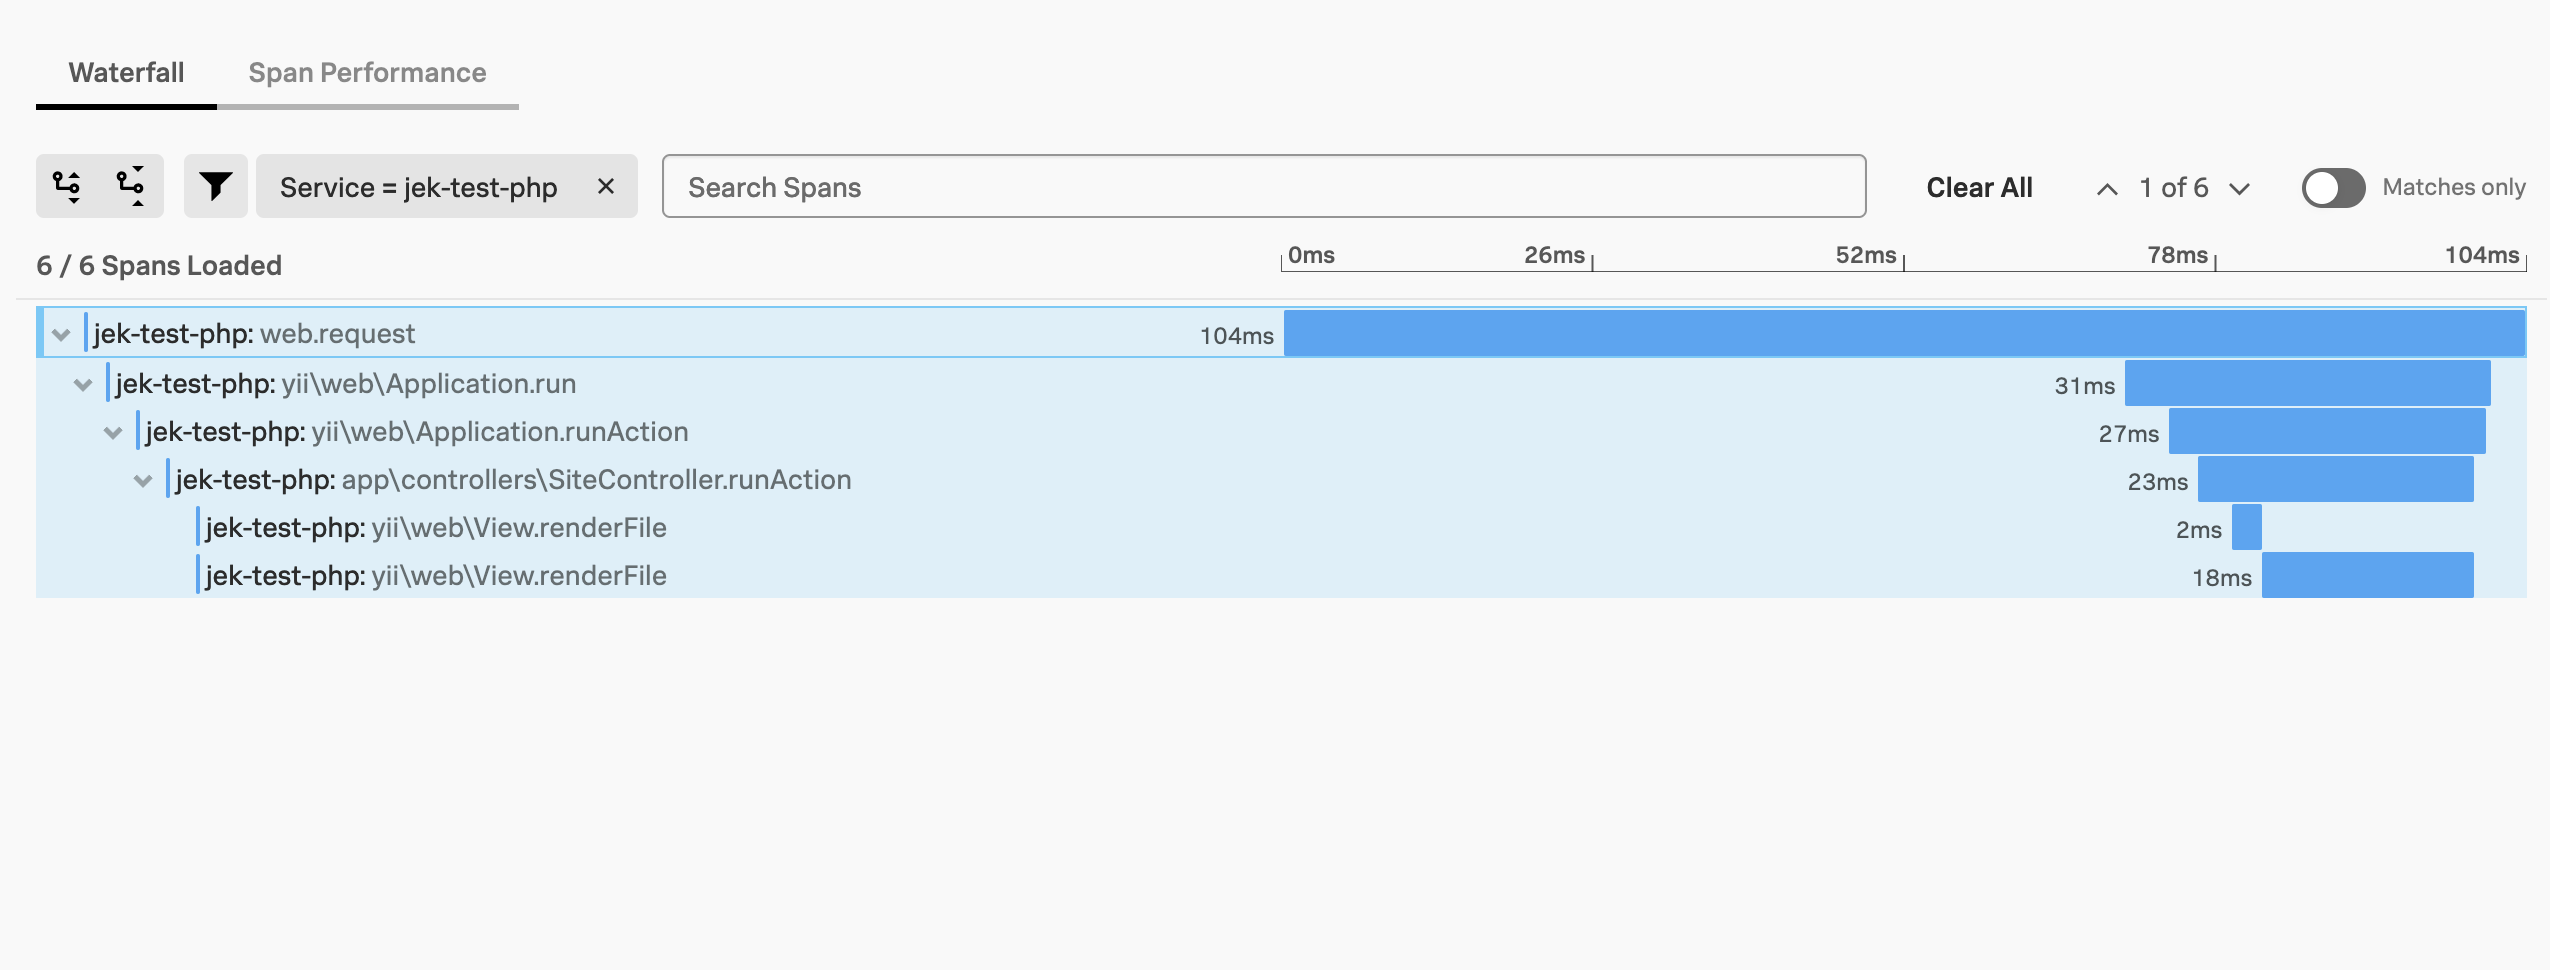 Waterfall Span Performance
Service = jek-test-php × Search Spans Clear All 1 of 6 Matches only
6 / 6 Spans Loaded 0ms 26ms 52ms 78ms 104ms
jek-test-php: web.request 104ms
jek-test-php: yii\web\Application.run 31ms
jek-test-php: yii\web\Application.runAction 27ms
jek-test-php: app\controllers\SiteController.runAction 23ms
jek-test-php: yii\web\View.renderFile 2ms
jek-test-php: yii\web\View.renderFile 18ms